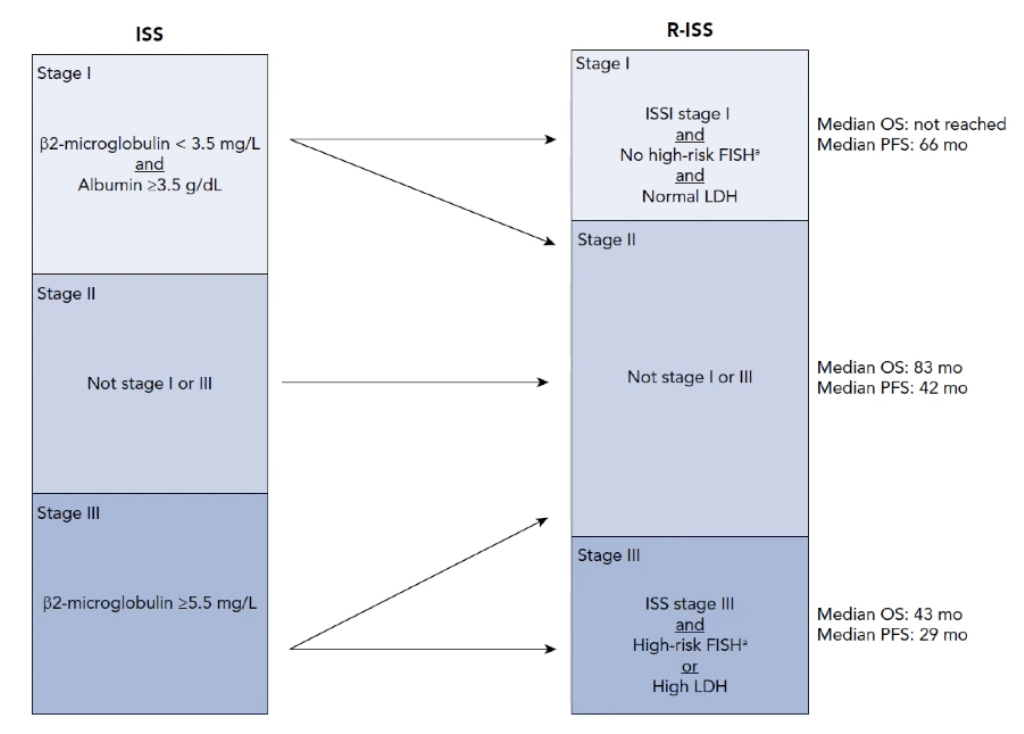 ISS
Stage I
β2-microglobulin < 3.5 mg/L
and
Albumin ≥3.5 g/dL
Stage II
Not stage I or III
Stage III
β2-microglobulin ≥5.5 mg/L
R-ISS
Stage I
ISSI stage I
and
No high-risk FISHᵃ
and
Normal LDH
Median OS: not reached
Median PFS: 66 mo
Stage II
Not stage I or III
Median OS: 83 mo
Median PFS: 42 mo
Stage III
ISS stage III
and
High-risk FISHᵃ
or
High LDH
Median OS: 43 mo
Median PFS: 29 mo